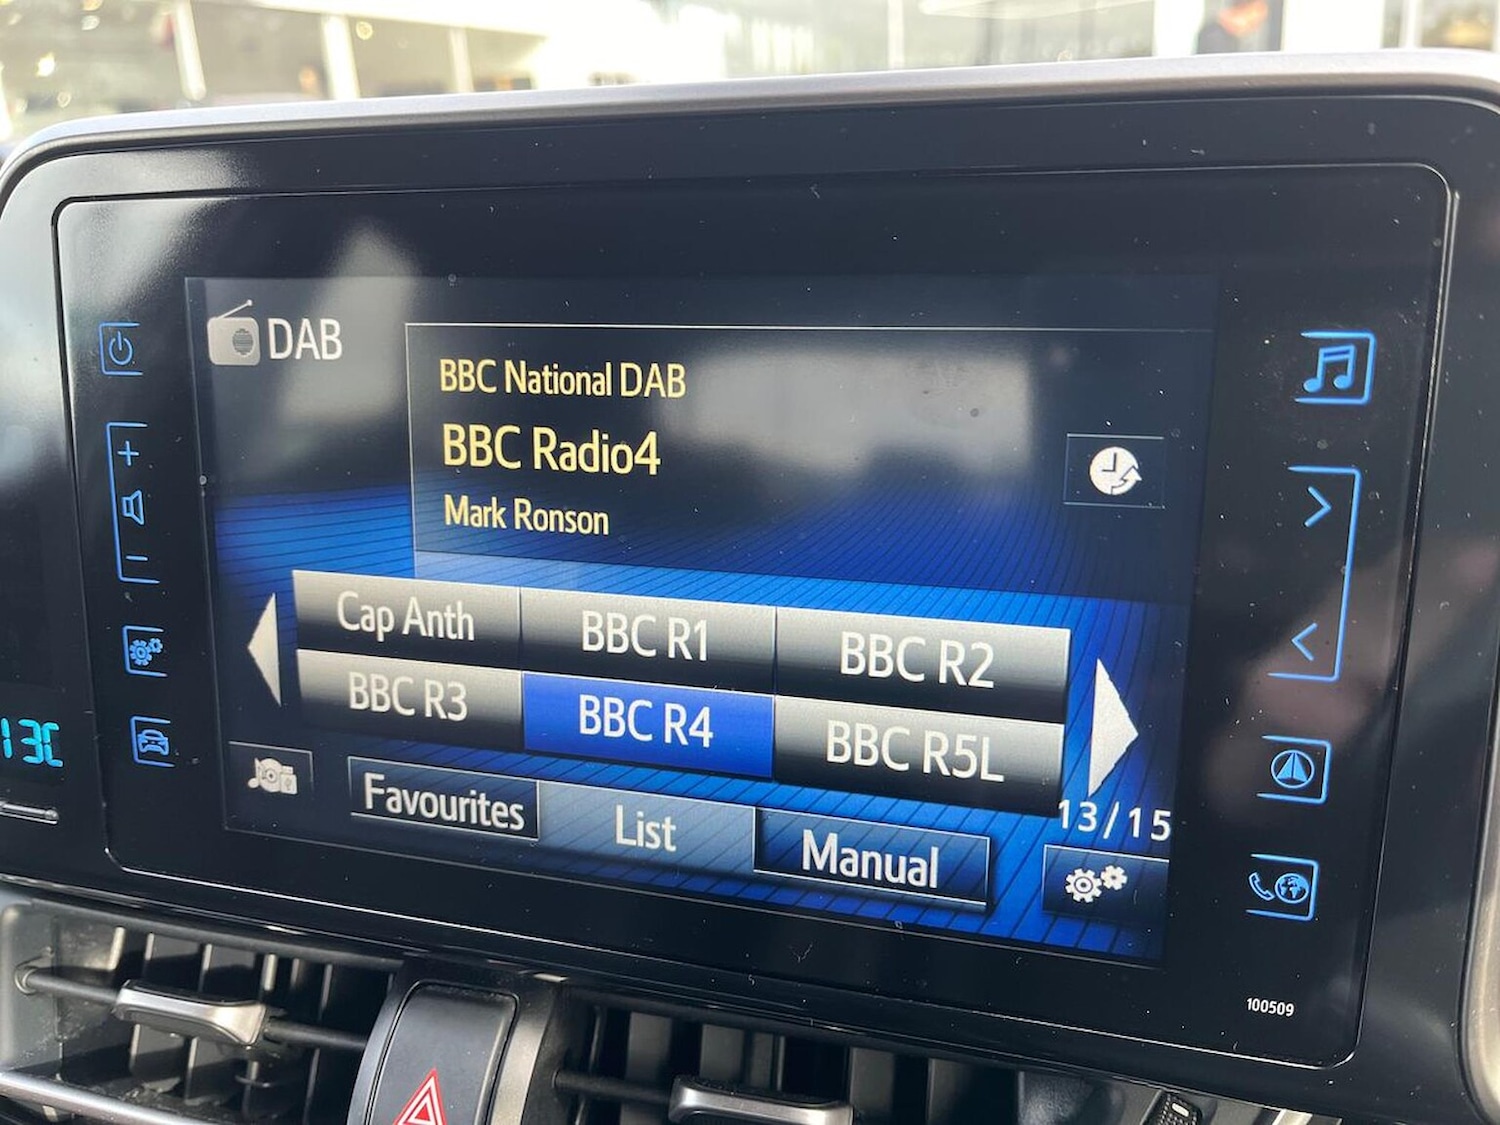 DAB
BBC National DAB
BBC Radio4
Mark Ronson
Cap Anth
BBC R1
BBC R2
BBC R3
BBC R4
BBC R5L
13/15
Favourites
List
Manual
100509